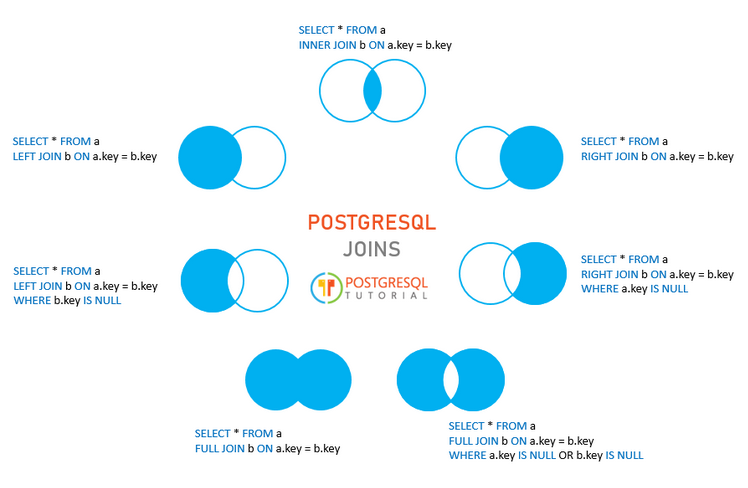 SELECT * FROM a
INNER JOIN b ON a.key = b.key
SELECT * FROM a
LEFT JOIN b ON a.key = b.key
SELECT * FROM a
RIGHT JOIN b ON a.key = b.key
POSTGRESQL
JOINS
POSTGRESQL
TUTORIAL
SELECT * FROM a
LEFT JOIN b ON a.key = b.key
WHERE b.key IS NULL
SELECT * FROM a
RIGHT JOIN b ON a.key = b.key
WHERE a.key IS NULL
SELECT * FROM a
FULL JOIN b ON a.key = b.key
SELECT * FROM a
FULL JOIN b ON a.key = b.key
WHERE a.key IS NULL OR b.key IS NULL